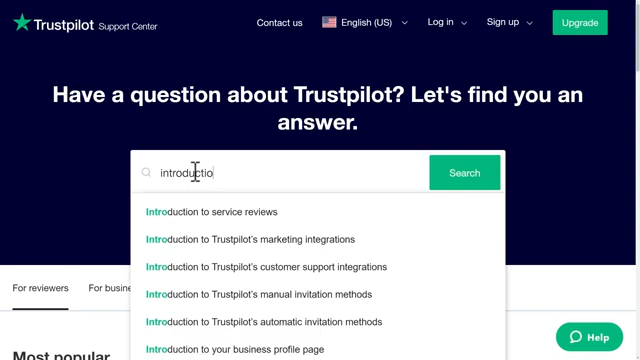 Trustpilot Support Center
Contact us
English (US)
Log in
Sign up
Upgrade
Have a question about Trustpilot? Let's find you an
answer.
introductio
Search
Introduction to service reviews
Introduction to Trustpilot's marketing integrations
Introduction to Trustpilot's customer support integrations
Introduction to Trustpilot's manual invitation methods
Introduction to Trustpilot's automatic invitation methods
Introduction to your business profile page
For reviewers
For busine
Most popular
Help